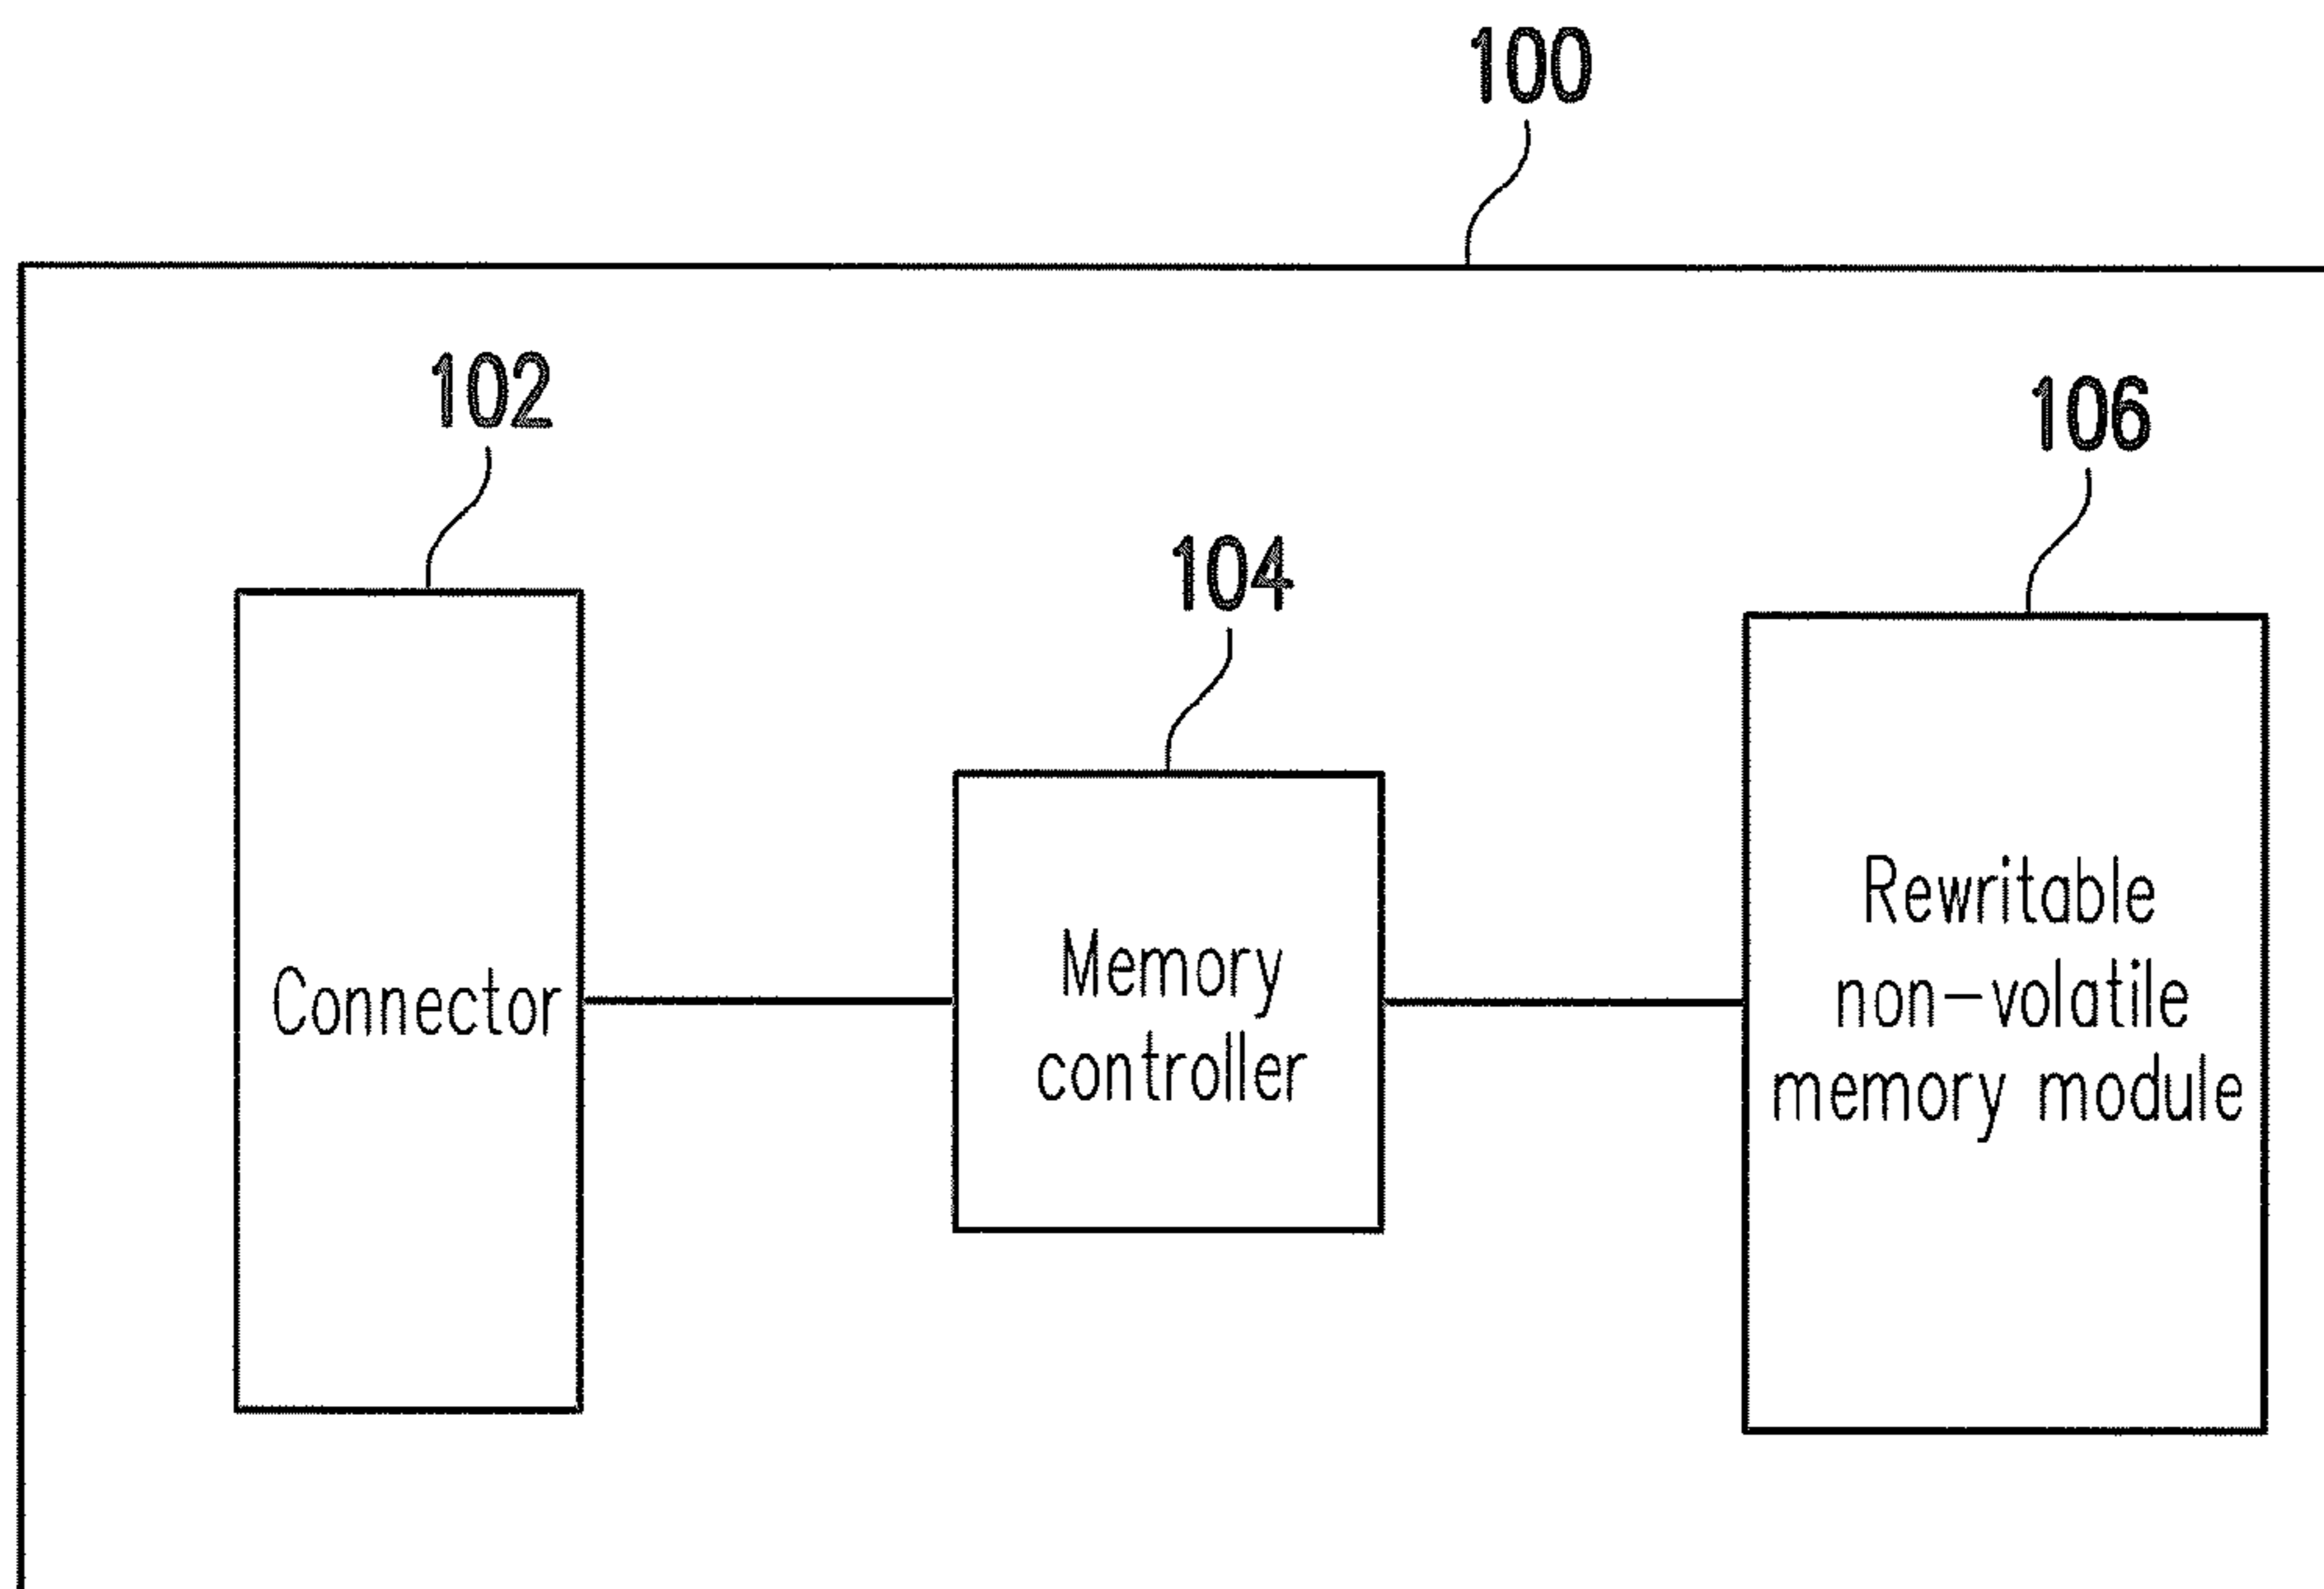 100
102
106
104
Connector
Memory
controller
Rewritable
non-volatile
memory module